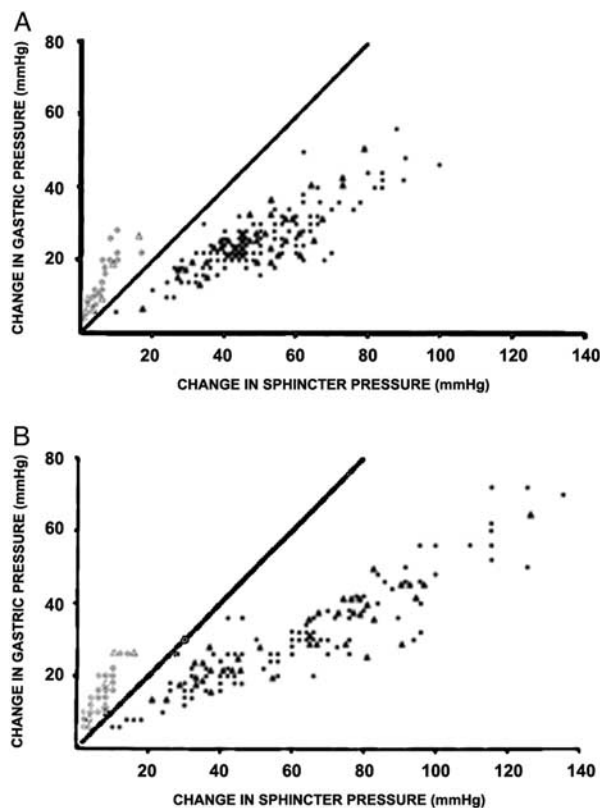 A
CHANGE IN GASTRIC PRESSURE (mmHg)
80
60
40
20
20 40 60 80 100 120 140
CHANGE IN SPHINCTER PRESSURE (mmHg)
B
CHANGE IN GASTRIC PRESSURE (mmHg)
80
60
40
20
20 40 60 80 100 120 140
CHANGE IN SPHINCTER PRESSURE (mmHg)